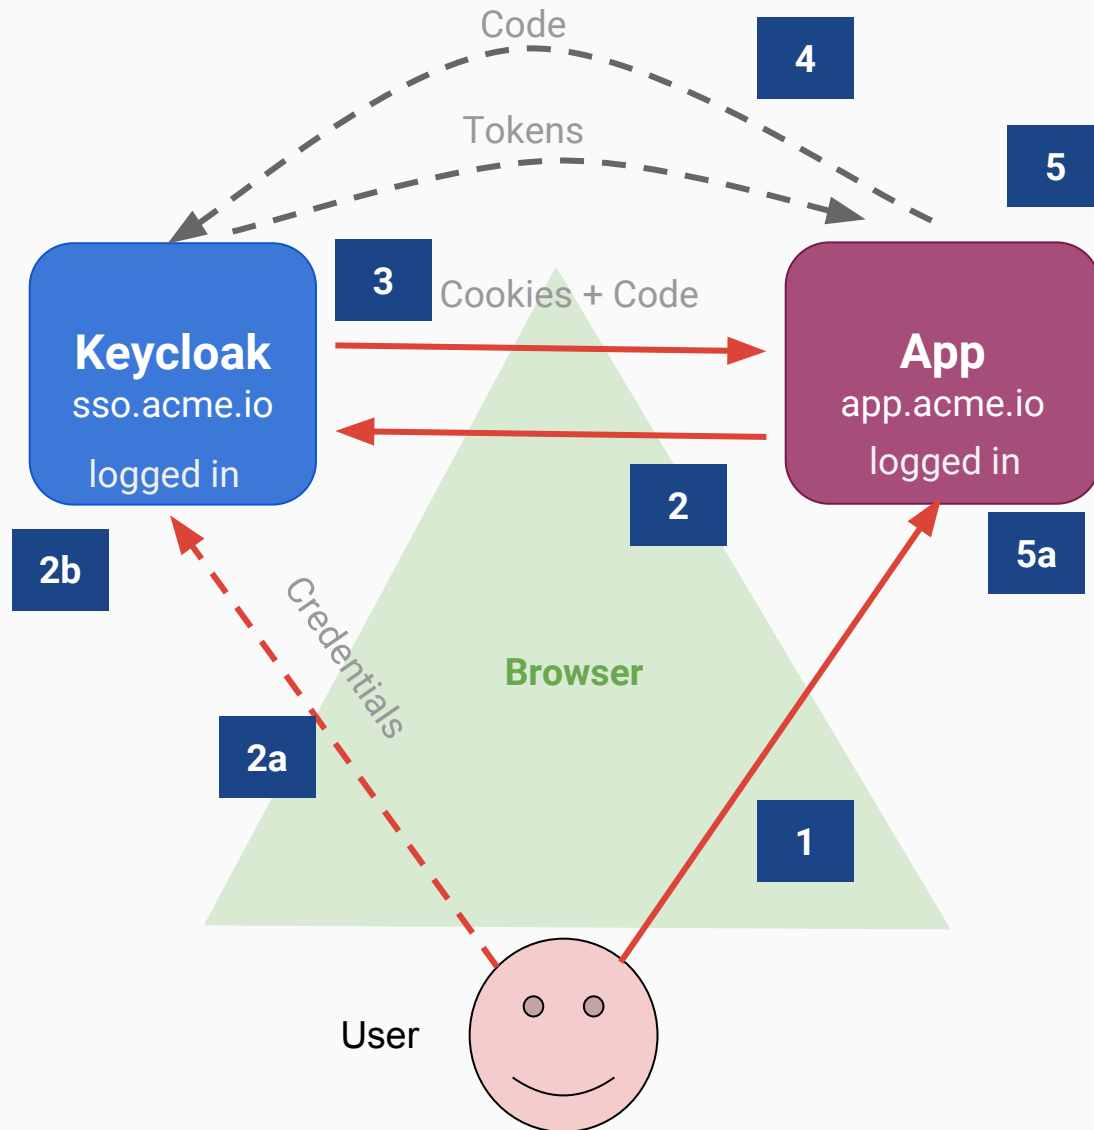 Code
4
Tokens
5
3
Cookies + Code
Keycloak
sso.acme.io
logged in
App
app.acme.io
logged in
2
2b
5a
Credentials
Browser
2a
1
User